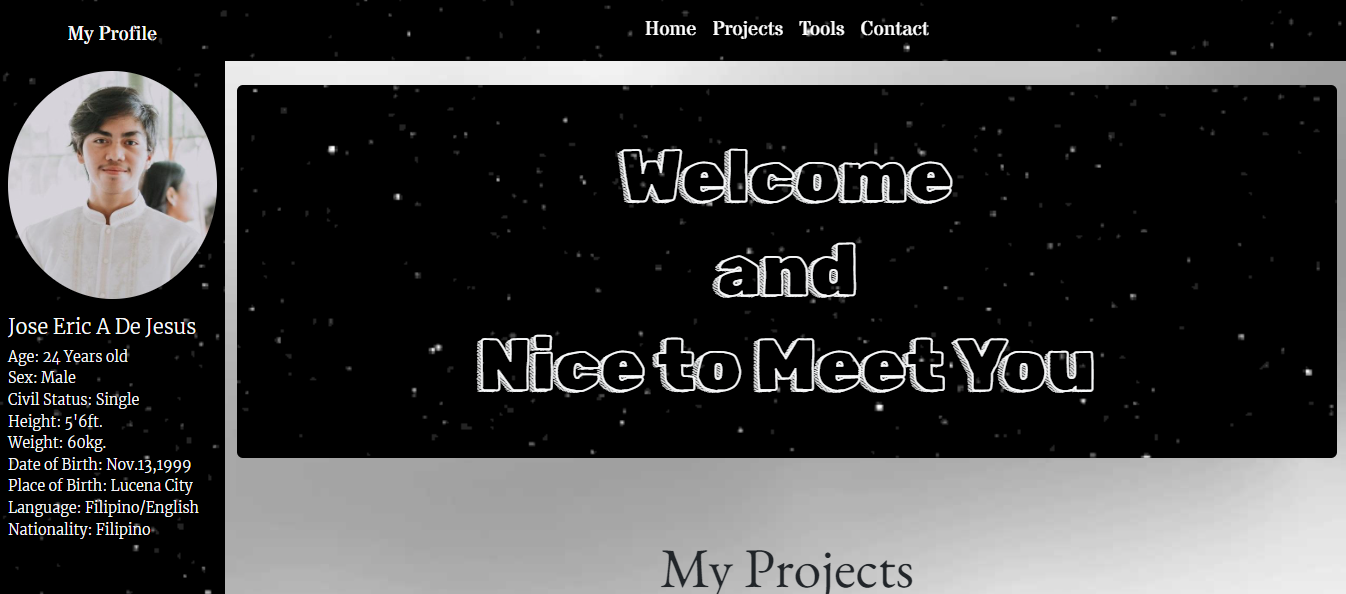 My Profile
Home Projects Tools Contact
Jose Eric A De Jesus
Age: 24 Years old
Sex: Male
Civil Status: Single
Height: 5'6ft.
Weight: 60kg.
Date of Birth: Nov.13,1999
Place of Birth: Lucena City
Language: Filipino/English
Nationality: Filipino
Welcome
and
Nice to Meet You
My Projects